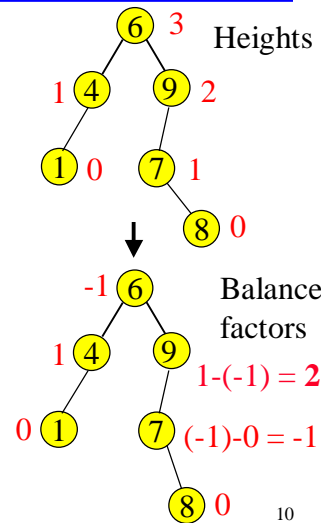 6 3 Heights
1 4 9 2
1 0 7 1
8 0
-1 6 Balance
factors
1 4 9
1-(-1) = 2
0 1 7 (-1)-0 = -1
8 0 10